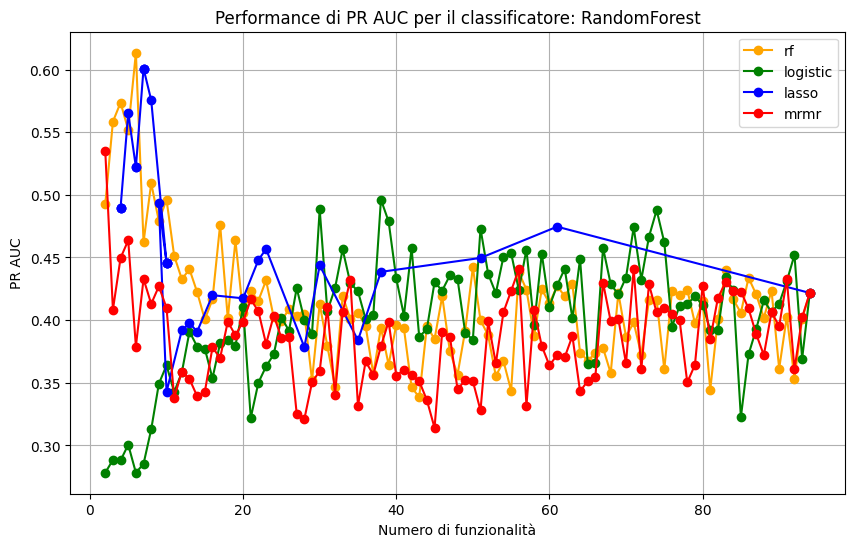 Performance di PR AUC per il classificatore: RandomForest
rf
logistic
lasso
mrmr
PR AUC
0.60
0.55
0.50
0.45
0.40
0.35
0.30
0
20
40
60
80
Numero di funzionalità